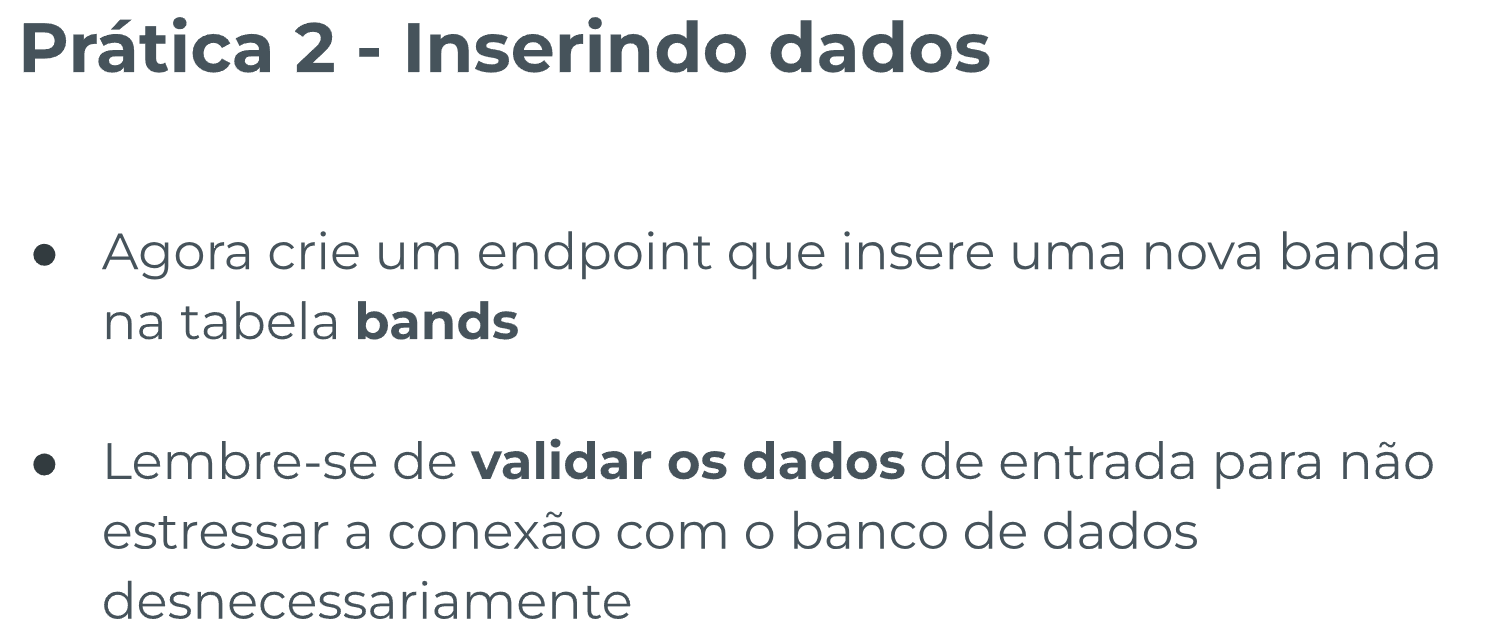 Prática 2 - Inserindo dados
● Agora crie um endpoint que insere uma nova banda
na tabela bands
● Lembre-se de validar os dados de entrada para não
estressar a conexão com o banco de dados
desnecessariamente